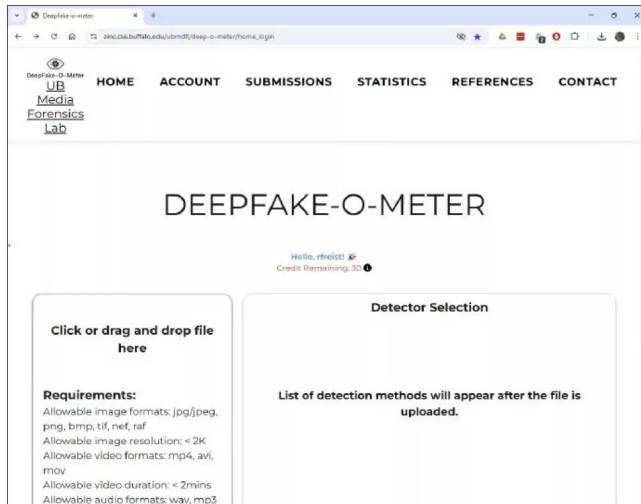 Deepfake-o-meter
zinc.cse.buffalo.edu/ubmdfl/deep-o-meter/home_login
DeepFake-O-Meter
UB
Media
Forensics
Lab
HOME
ACCOUNT
SUBMISSIONS
STATISTICS
REFERENCES
CONTACT
DEEPFAKE-O-METER
Hello, rfreist!
Credit Remaining: 30
Click or drag and drop file
here
Requirements:
Allowable image formats: jpg/jpeg,
png, bmp, tif, nef, raf
Allowable image resolution: < 2K
Allowable video formats: mp4, avi,
mov
Allowable video duration: < 2mins
Allowable audio formats: wav, mp3
Detector Selection
List of detection methods will appear after the file is
uploaded.